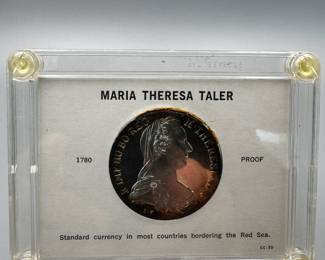 MARIA THERESA TALER
1780
PROOF
Standard currency in most countries bordering the Red Sea.